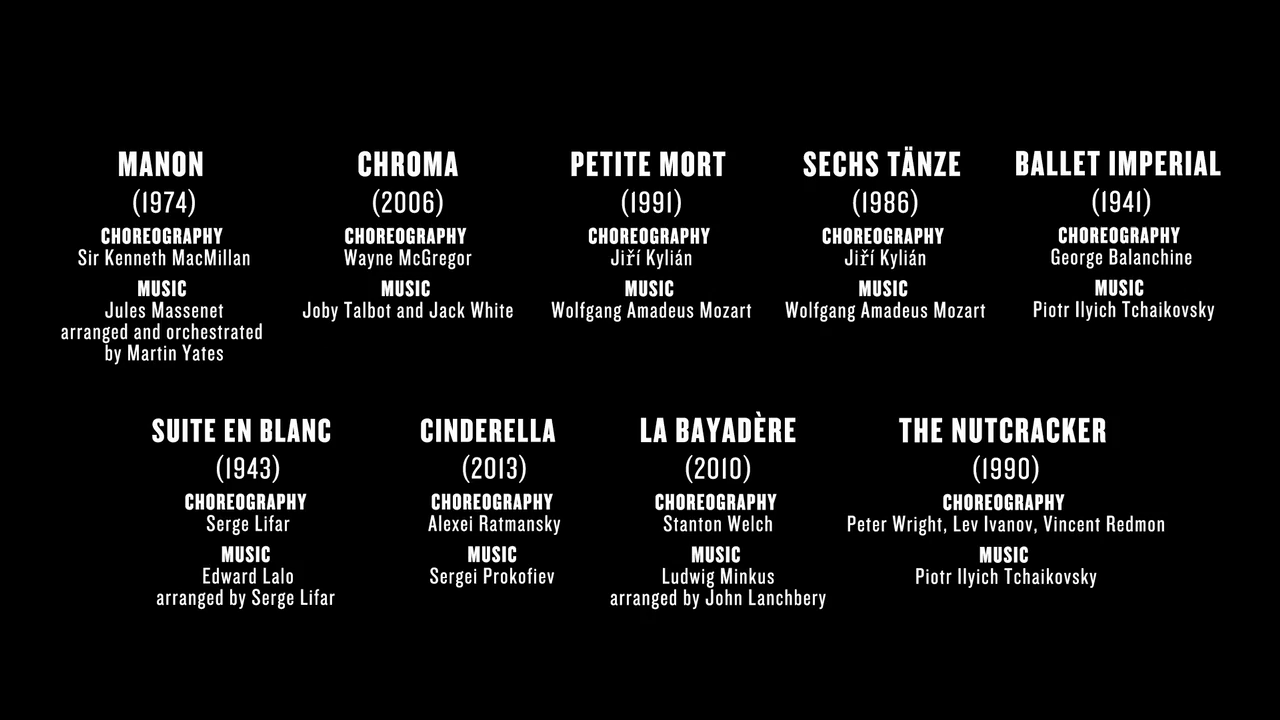 MANON
(1974)
CHOREOGRAPHY
Sir Kenneth MacMillan
MUSIC
Jules Massenet
arranged and orchestrated
by Martin Yates
CHROMA
(2006)
CHOREOGRAPHY
Wayne McGregor
MUSIC
Joby Talbot and Jack White
PETITE MORT
(1991)
CHOREOGRAPHY
Jiří Kylián
MUSIC
Wolfgang Amadeus Mozart
SECHS TÄNZE
(1986)
CHOREOGRAPHY
Jiří Kylián
MUSIC
Wolfgang Amadeus Mozart
BALLET IMPERIAL
(1941)
CHOREOGRAPHY
George Balanchine
MUSIC
Piotr Ilyich Tchaikovsky
SUITE EN BLANC
(1943)
CHOREOGRAPHY
Serge Lifar
MUSIC
Edward Lalo
arranged by Serge Lifar
CINDERELLA
(2013)
CHOREOGRAPHY
Alexei Ratmansky
MUSIC
Sergei Prokofiev
LA BAYADÈRE
(2010)
CHOREOGRAPHY
Stanton Welch
MUSIC
Ludwig Minkus
arranged by John Lanchbery
THE NUTCRACKER
(1990)
CHOREOGRAPHY
Peter Wright, Lev Ivanov, Vincent Redmon
MUSIC
Piotr Ilyich Tchaikovsky